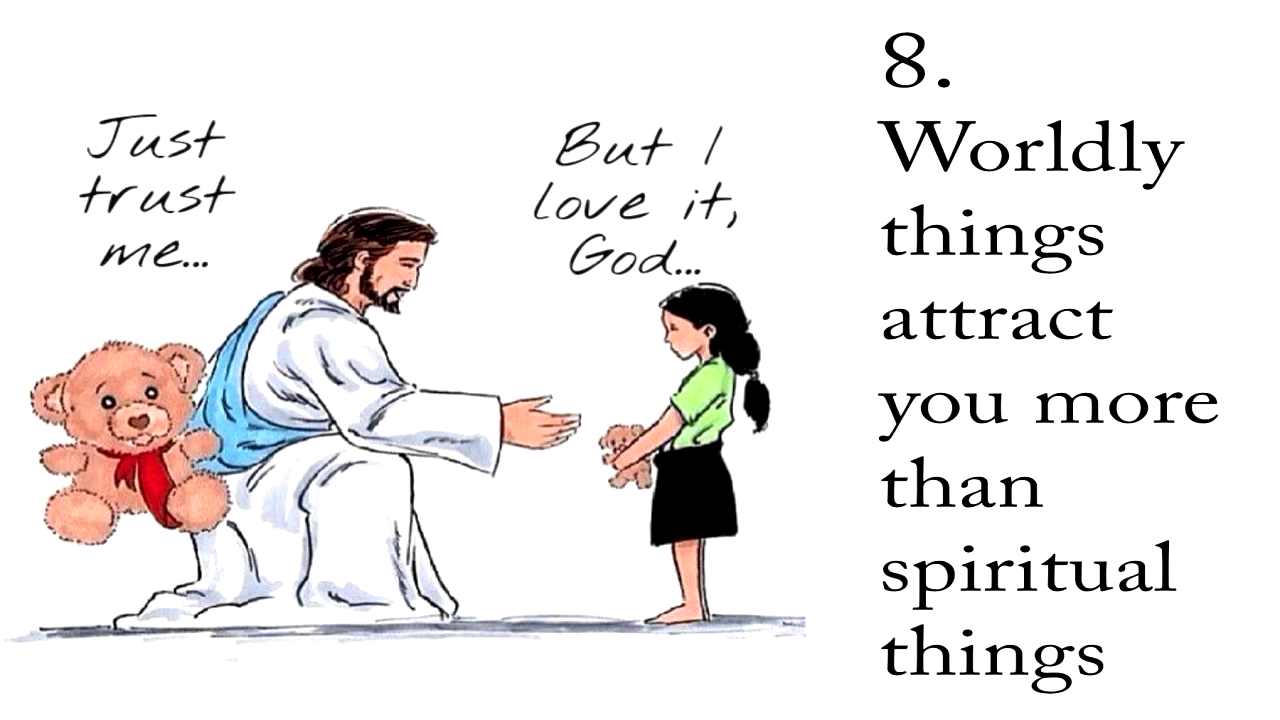 Just
trust
me...
But I
love it,
God...
8.
Worldly
things
attract
you more
than
spiritual
things